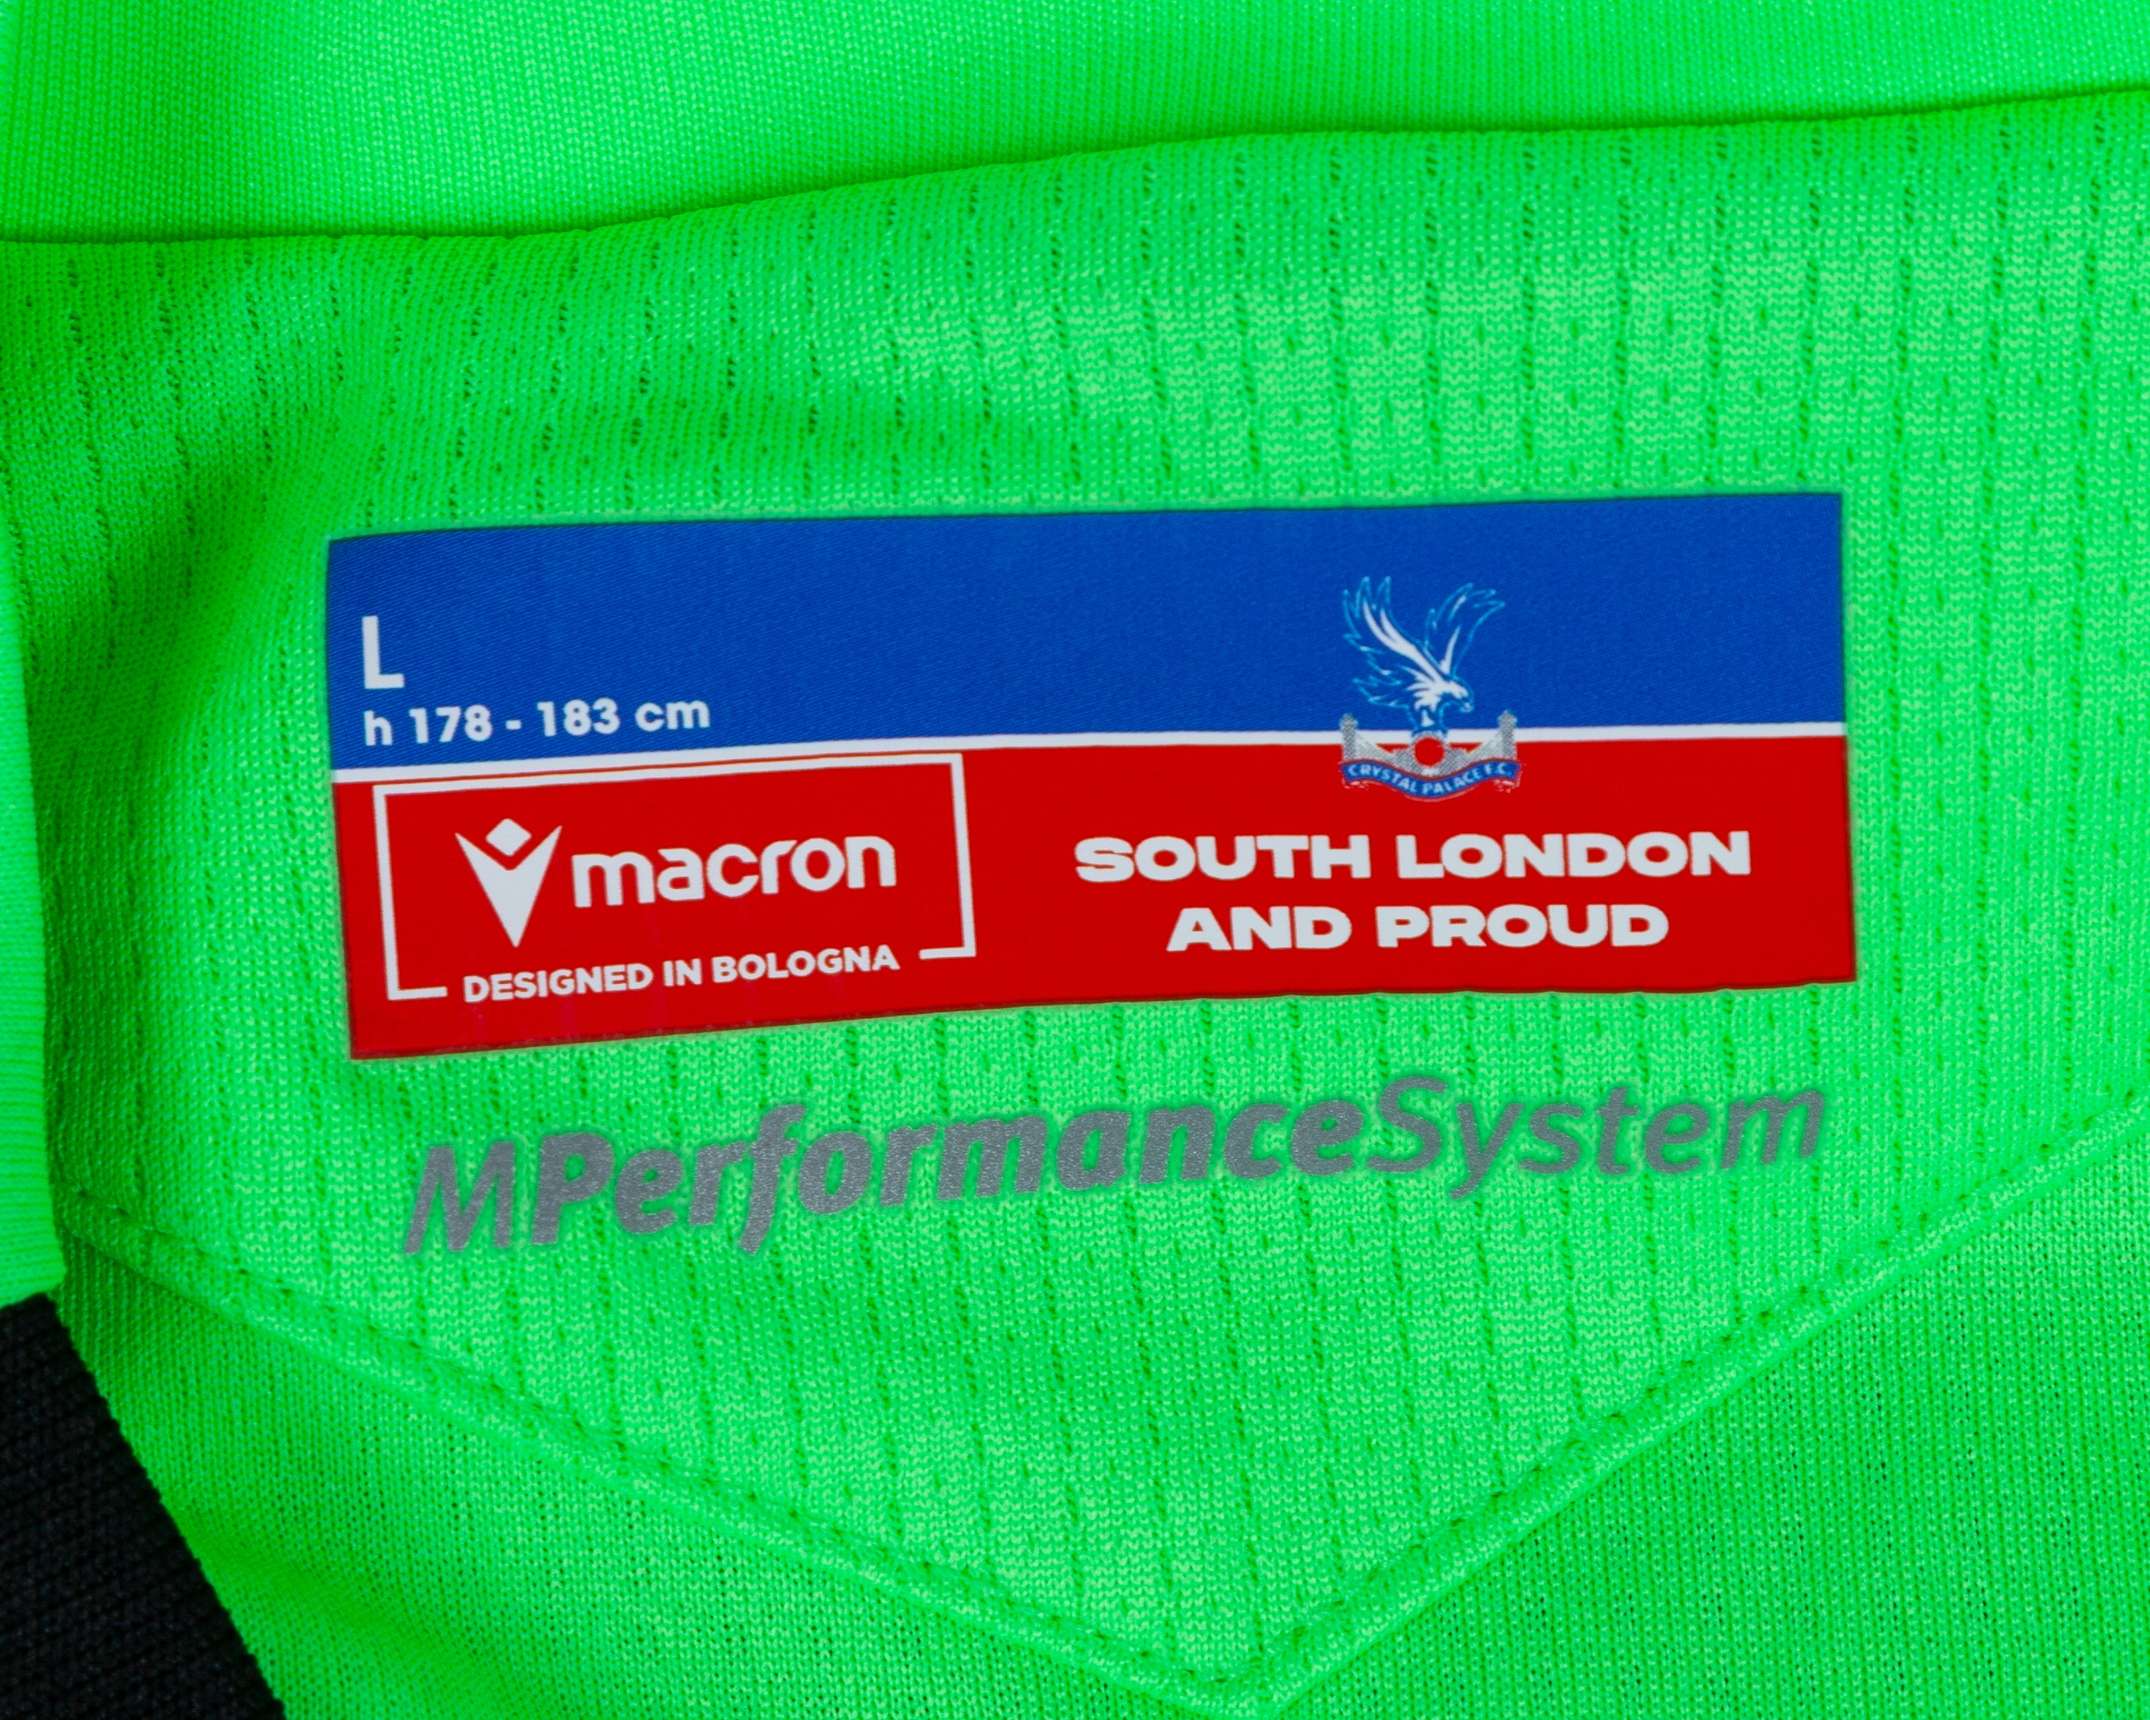 L
h 178 - 183 cm
CRYSTAL PALACE F.C.
macron
DESIGNED IN BOLOGNA
SOUTH LONDON
AND PROUD
MPerformanceSystem